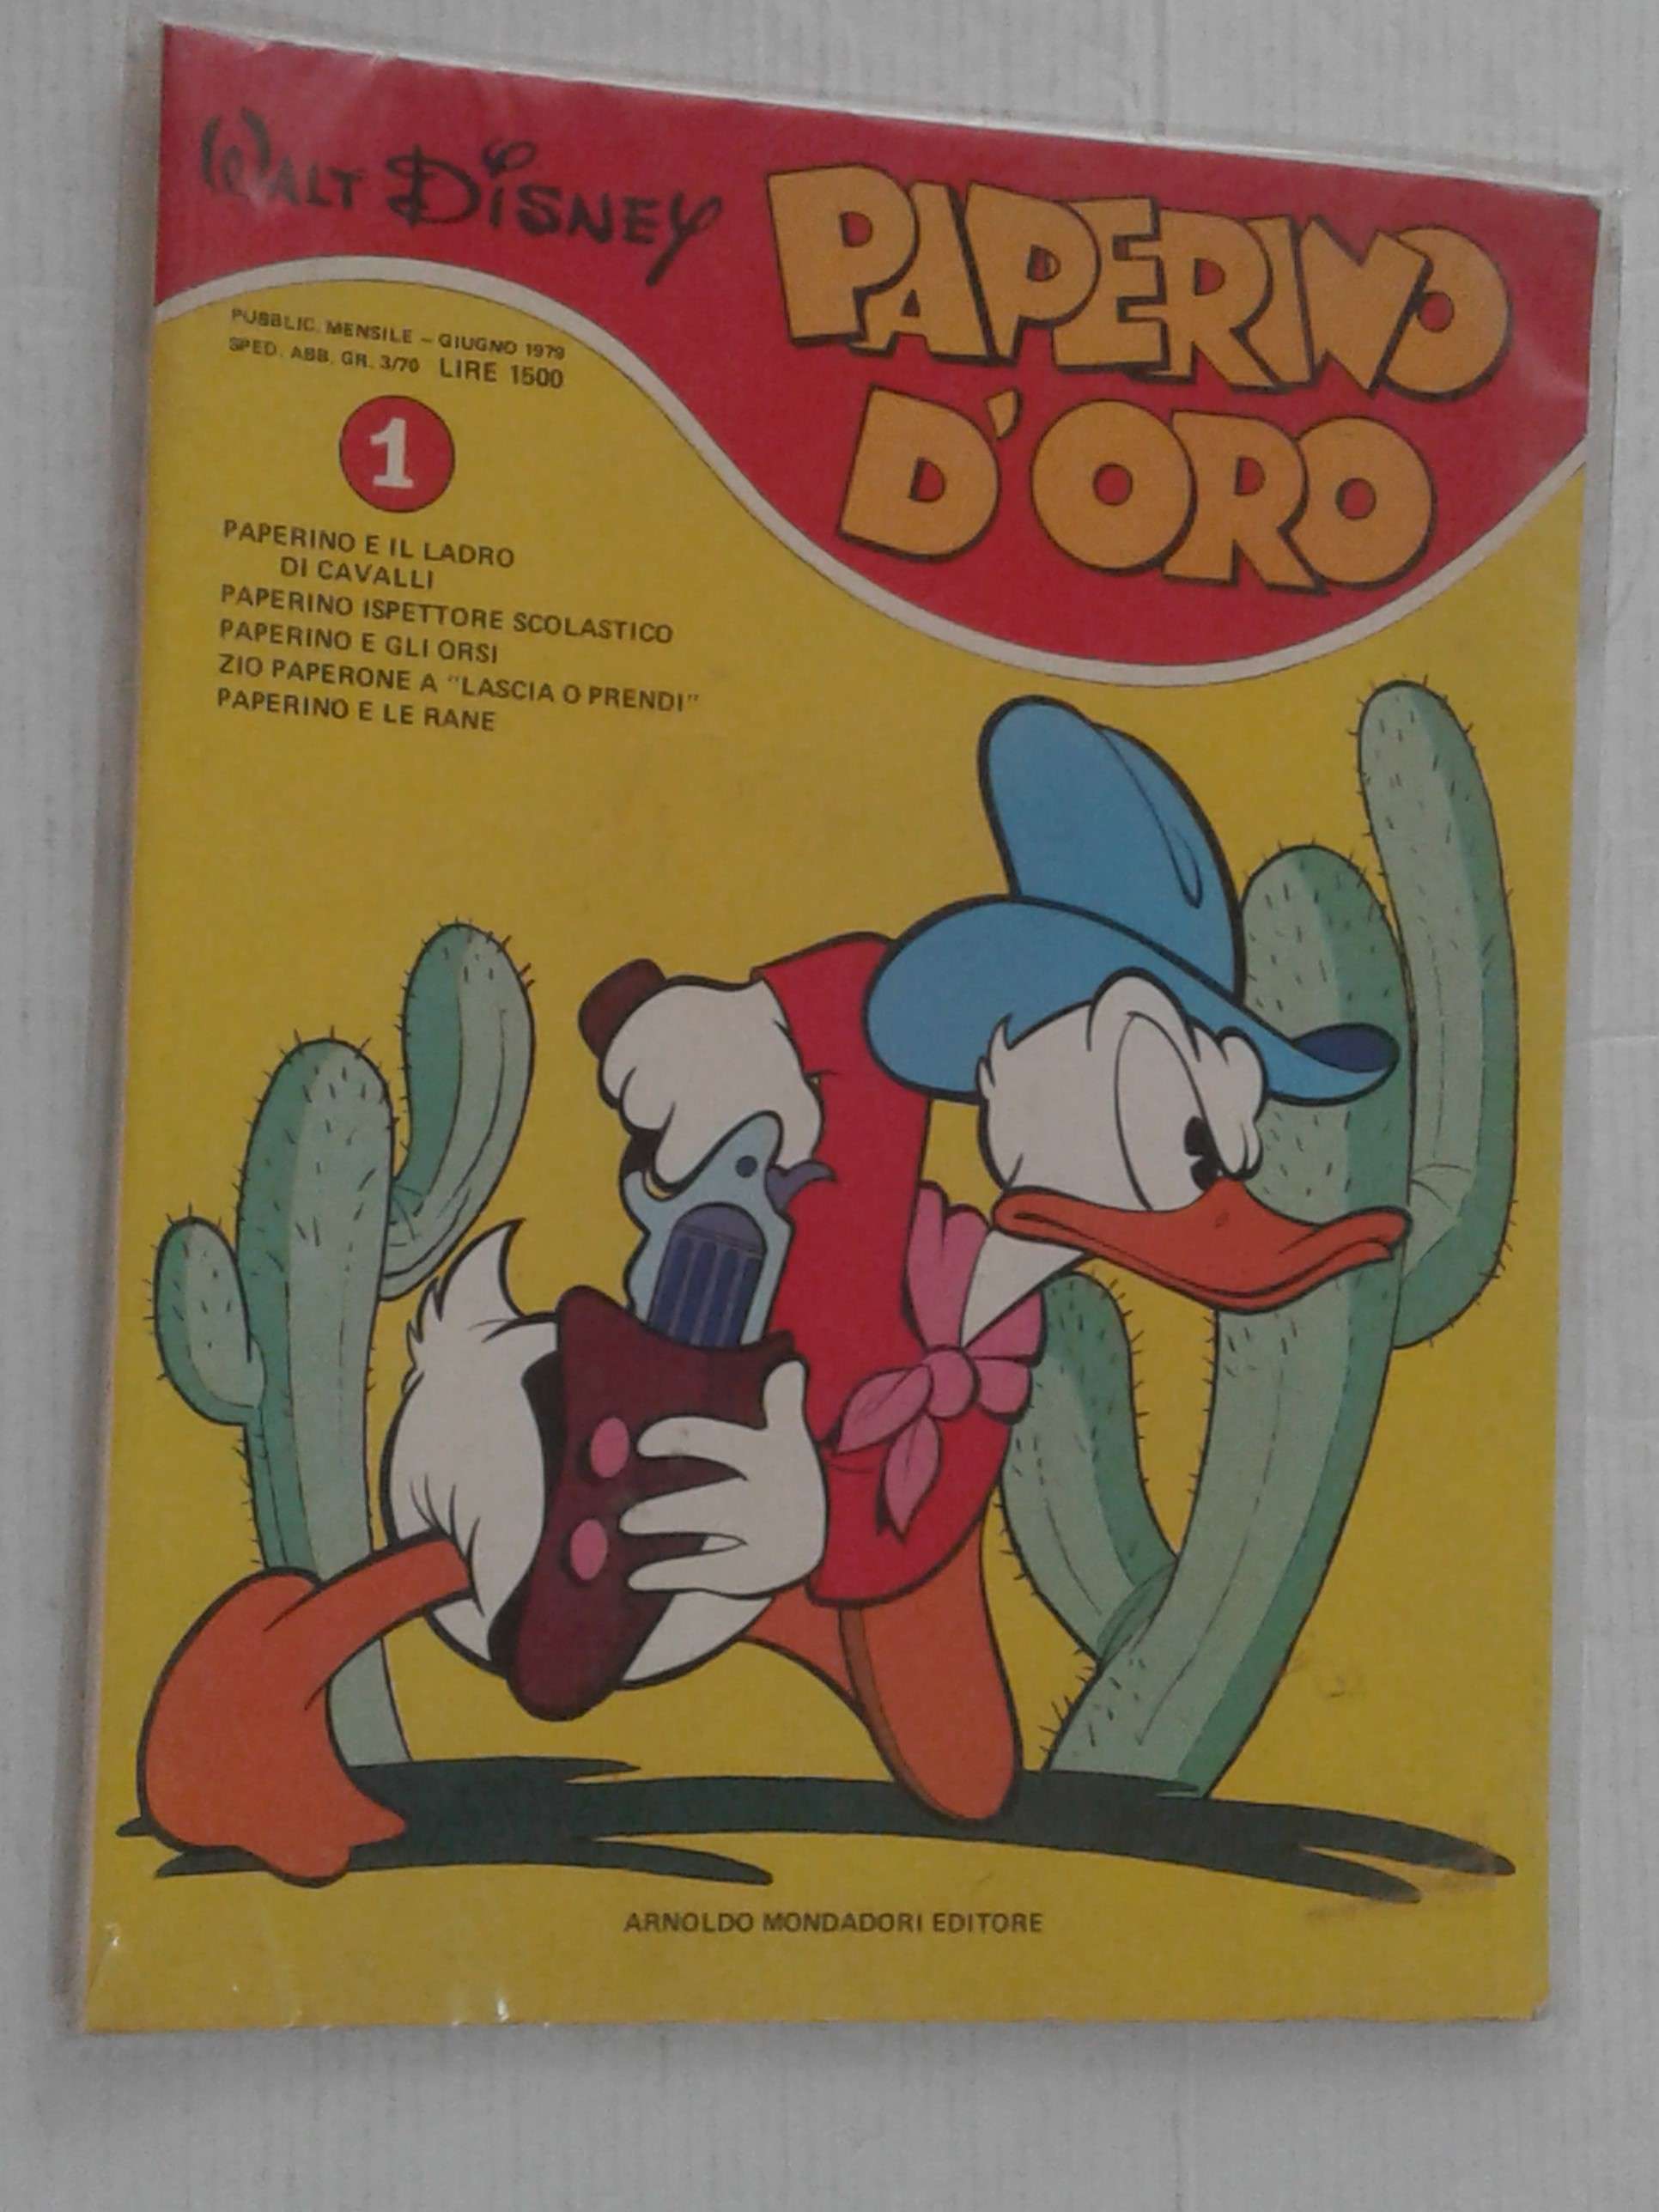 WALT DISNEY
PAPERINO
D'ORO
PUBBLIC. MENSILE – GIUGNO 1979
SPED. ABB. GR. 3/70 LIRE 1500
1
PAPERINO E IL LADRO
DI CAVALLI
PAPERINO ISPETTORE SCOLASTICO
PAPERINO E GLI ORSI
ZIO PAPERONE A "LASCIA O PRENDI"
PAPERINO E LE RANE
ARNOLDO MONDADORI EDITORE